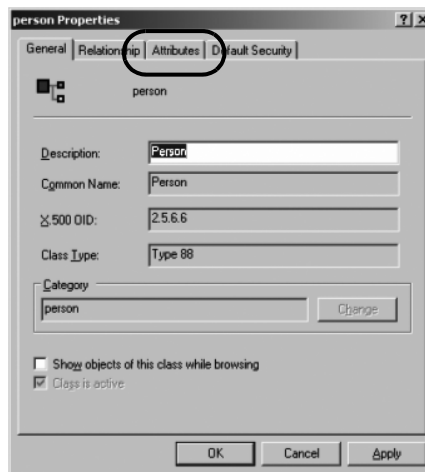 person Properties
General Relationship Attributes Default Security
person
Description: Person
Common Name: Person
X.500 OID: 2.5.6.6
Class Type: Type 88
Category
person Change
Show objects of this class while browsing
Class is active
OK Cancel Apply